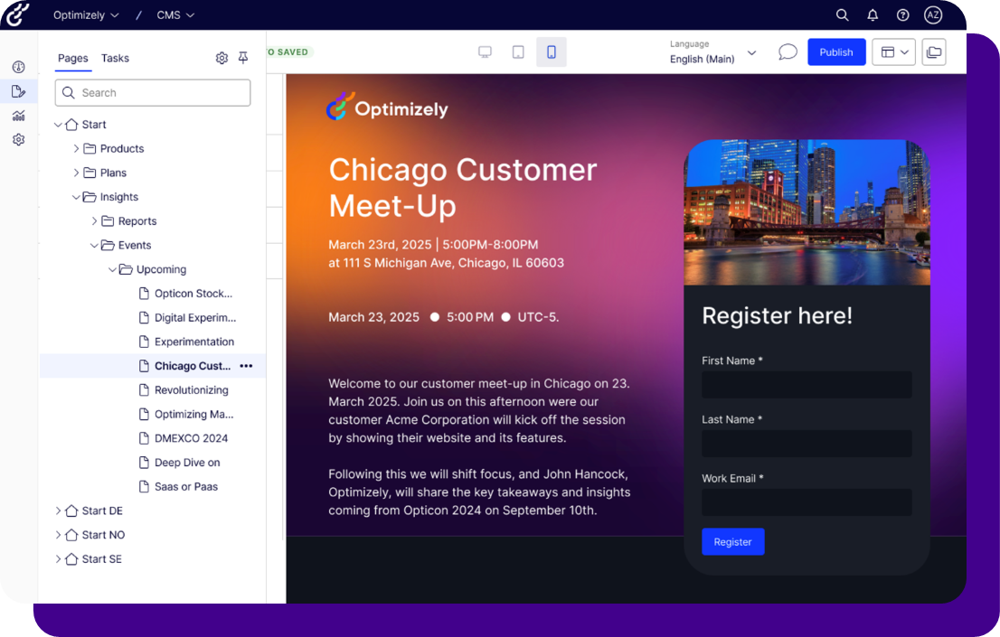 Optimizely / CMS
AZ
Pages Tasks
Search
Start
Products
Plans
Insights
Reports
Events
Upcoming
Opticon Stock...
Digital Experim...
Experimentation
Chicago Cust... •••
Revolutionizing
Optimizing Ma...
DMEXCO 2024
Deep Dive on
Saas or Paas
Start DE
Start NO
Start SE
O SAVED
Language
English (Main)
Publish
Optimizely
Chicago Customer
Meet-Up
March 23rd, 2025 | 5:00PM-8:00PM
at 111 S Michigan Ave, Chicago, IL 60603
March 23, 2025 ● 5:00 PM ● UTC-5.
Welcome to our customer meet-up in Chicago on 23.
March 2025. Join us on this afternoon were our
customer Acme Corporation will kick off the session
by showing their website and its features.
Following this we will shift focus, and John Hancock,
Optimizely, will share the key takeaways and insights
coming from Opticon 2024 on September 10th.
Register here!
First Name *
Last Name *
Work Email *
Register